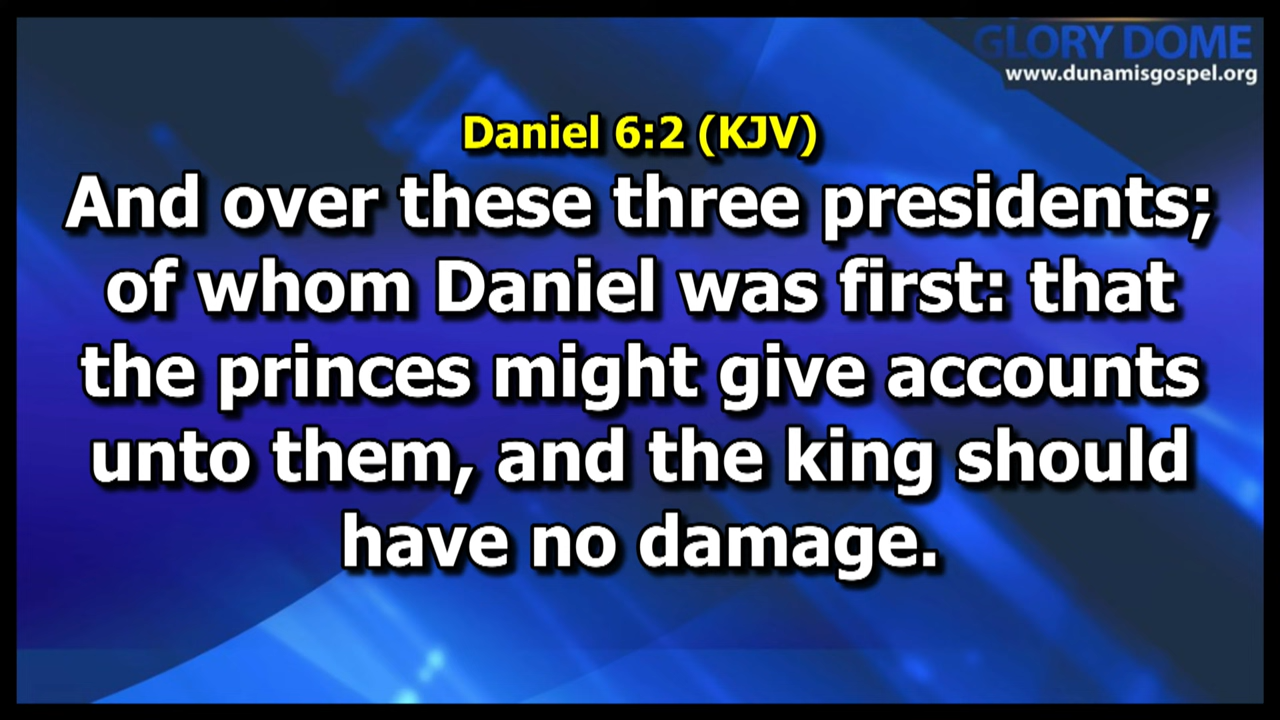 GLORY DOME
www.dunamisgospel.org
Daniel 6:2 (KJV)
And over these three presidents;
of whom Daniel was first: that
the princes might give accounts
unto them, and the king should
have no damage.